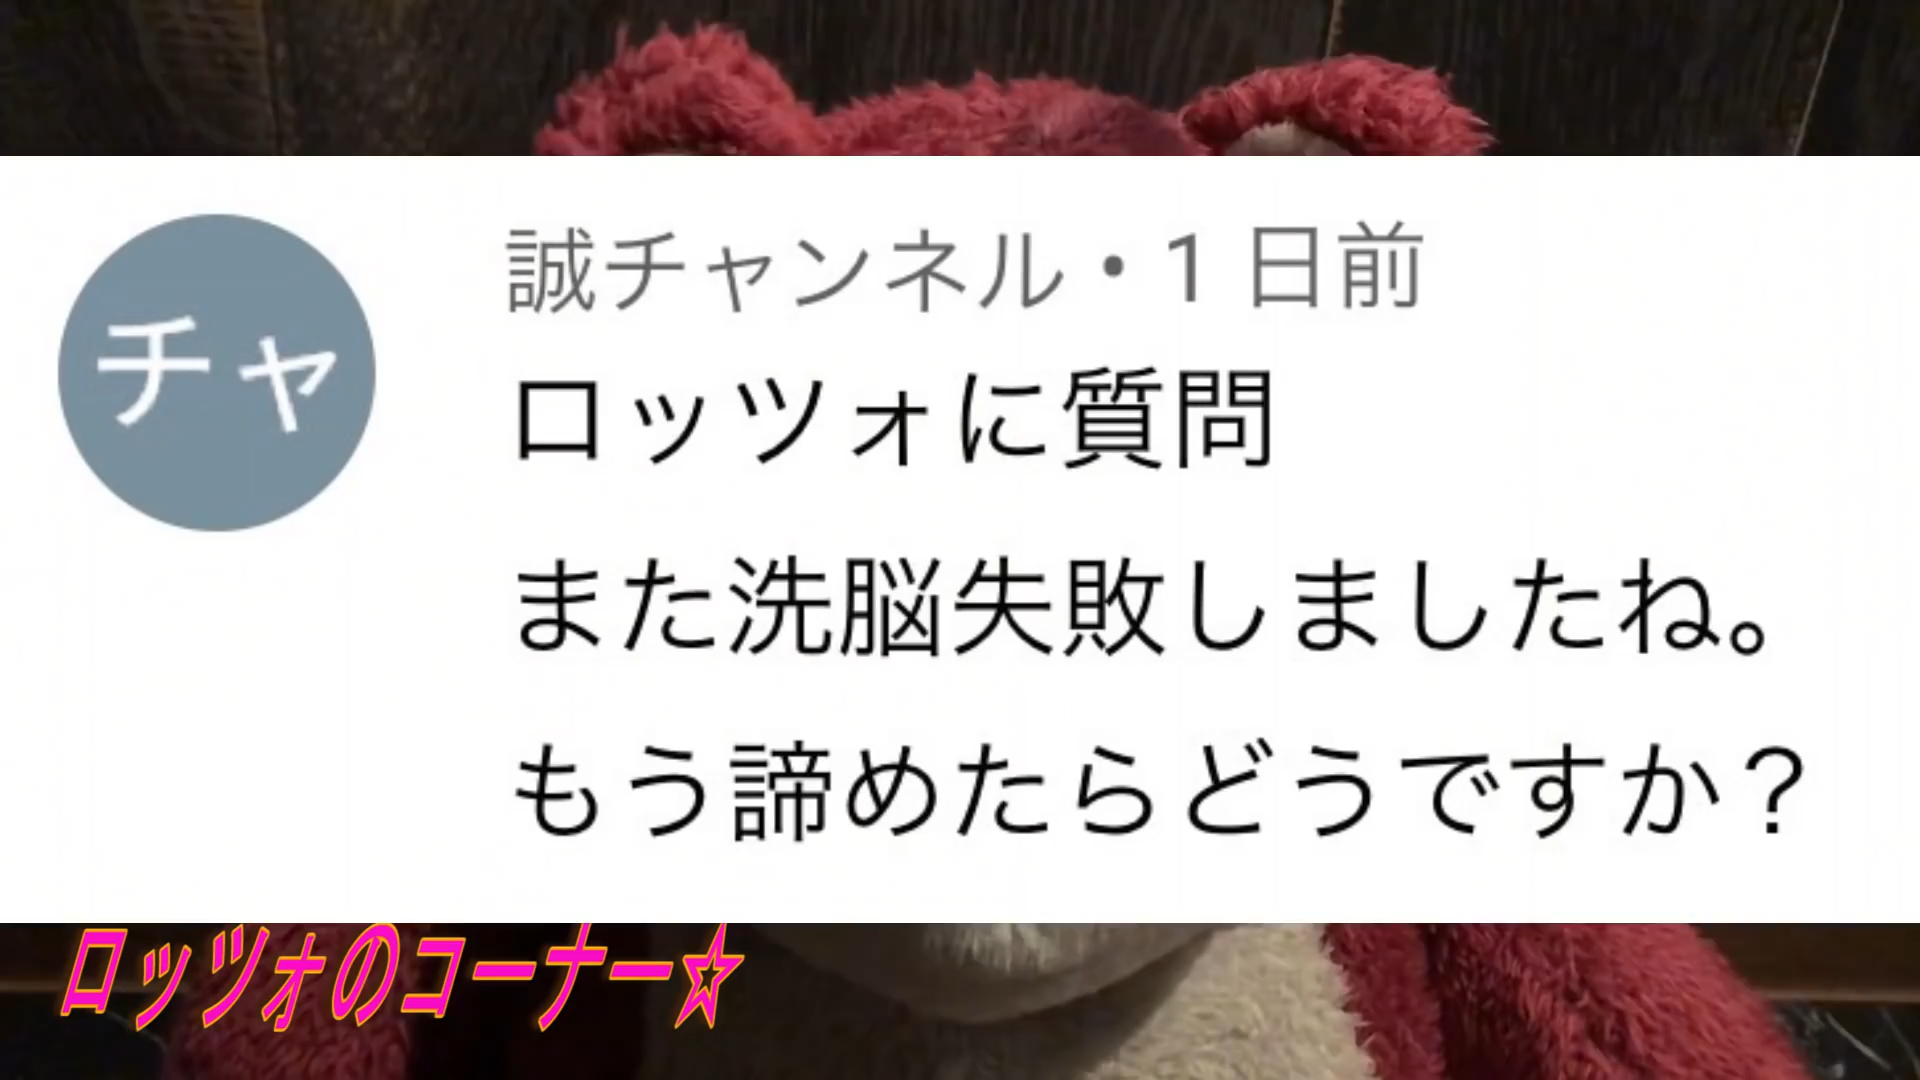 チャ
誠チャンネル・1 日前
ロッツォに質問
また洗脳失敗しましたね。
もう諦めたらどうですか？
ロッツォのコーナー☆